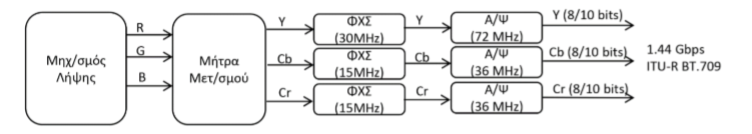 Μηχ/σμός
Λήψης
R
G
B
Μήτρα
Μετ/σμού
Y
Cb
Cr
ΦΧΣ
(30MHz)
ΦΧΣ
(15MHz)
ΦΧΣ
(15MHz)
Y
Cb
Cr
Α/Ψ
(72 MHz)
Α/Ψ
(36 MHz)
Α/Ψ
(36 MHz)
Y (8/10 bits)
Cb (8/10 bits)
Cr (8/10 bits)
1.44 Gbps
ITU-R BT.709